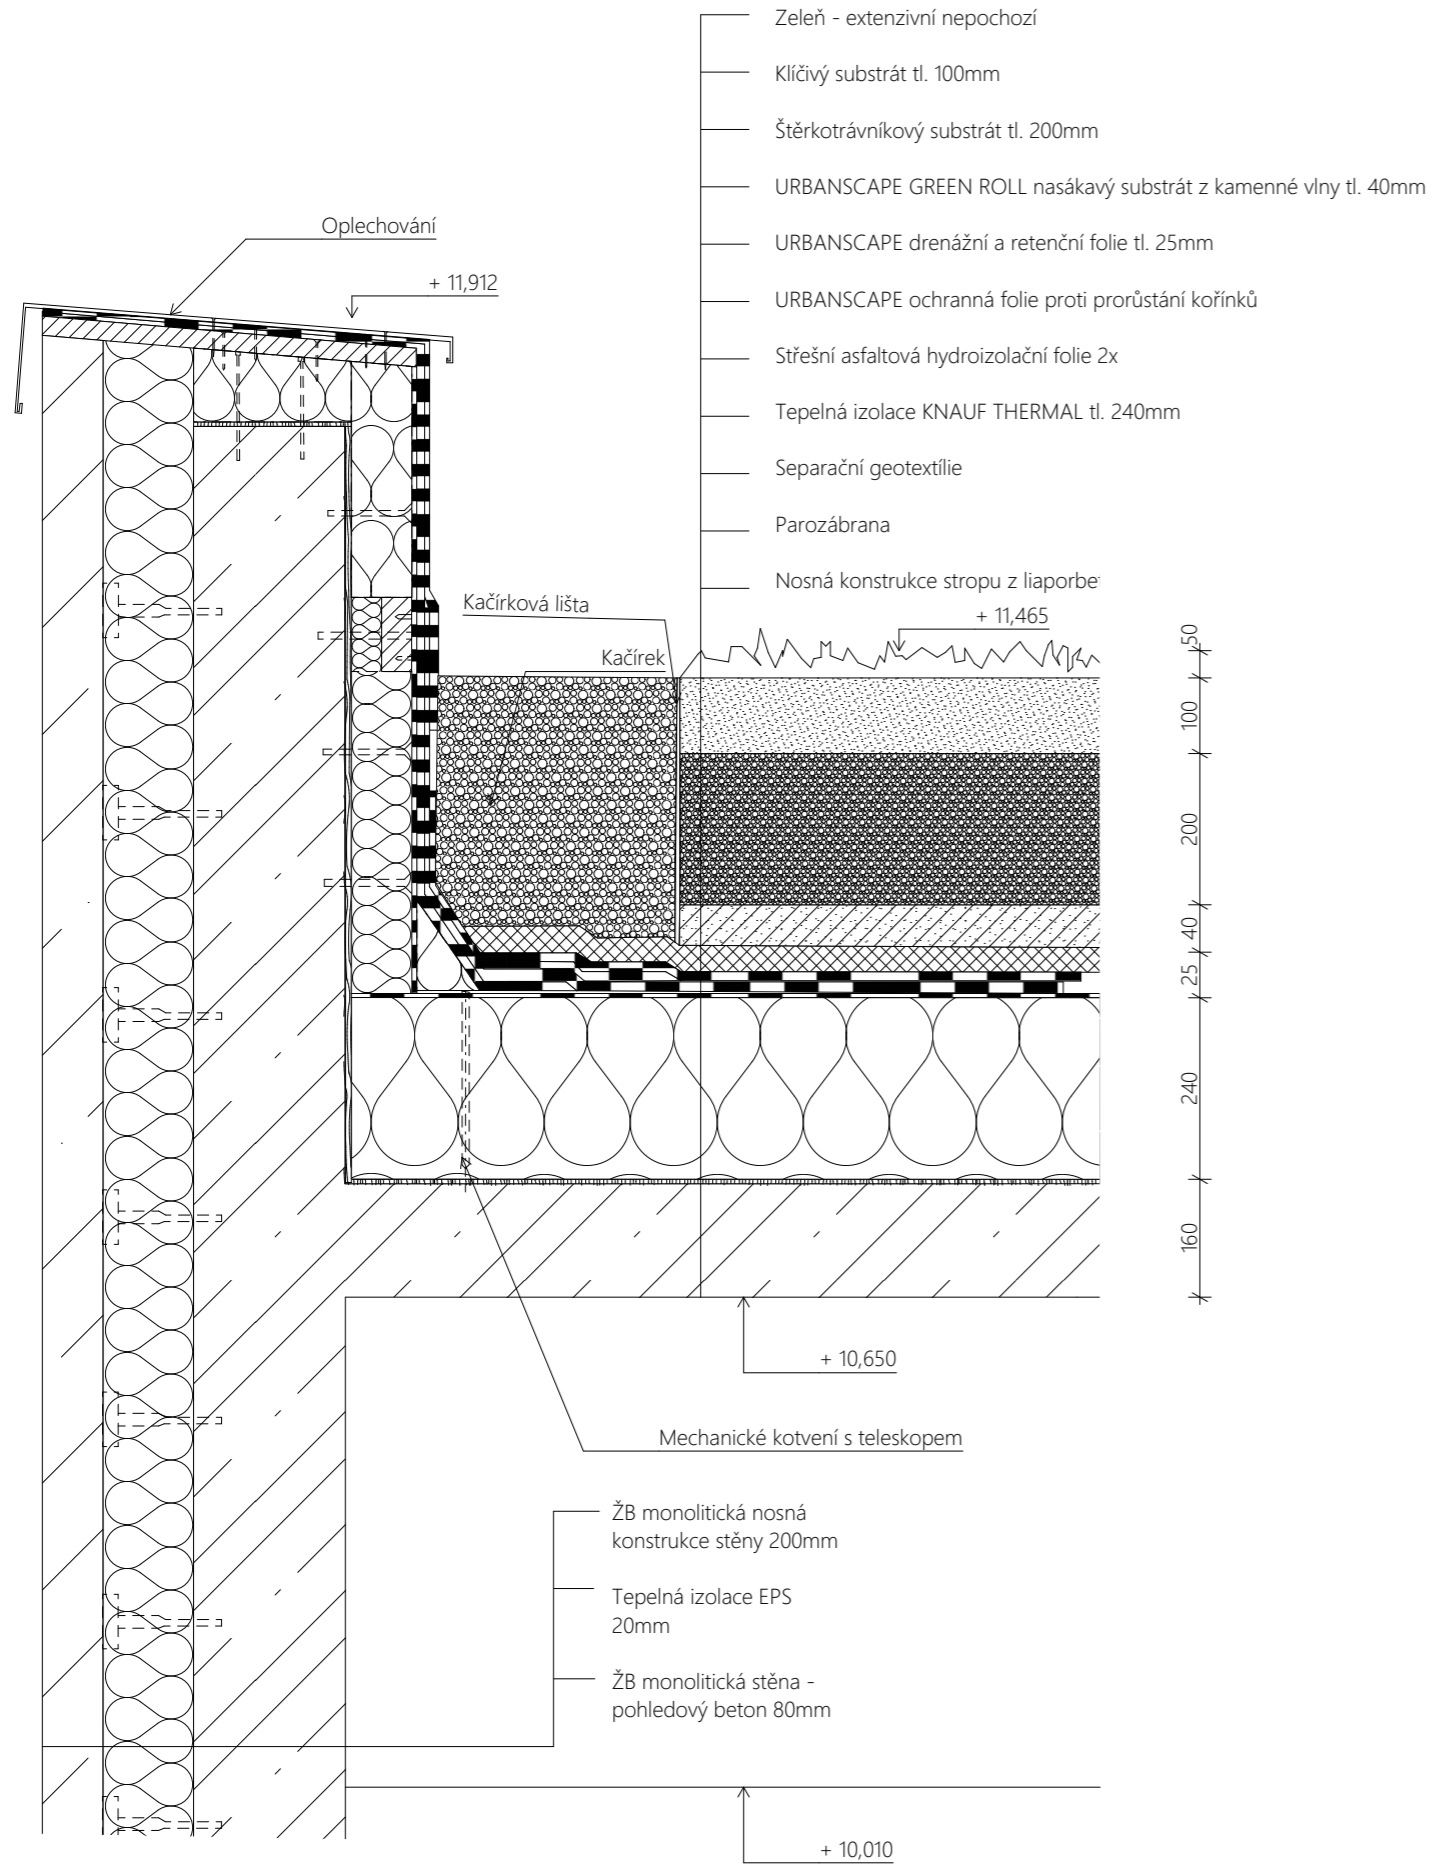 Zeleň - extenzivní nepochozí
Klíčivý substrát tl. 100mm
Štěrkotrávníkový substrát tl. 200mm
URBANSCAPE GREEN ROLL nasákavý substrát z kamenné vlny tl. 40mm
URBANSCAPE drenážní a retenční folie tl. 25mm
URBANSCAPE ochranná folie proti prorůstání kořínků
Střešní asfaltová hydroizolační folie 2x
Tepelná izolace KNAUF THERMAL tl. 240mm
Separační geotextílie
Parozábrana
Nosná konstrukce stropu z liaporbet
Oplechování
+ 11,912
Kačírková lišta
Kačírek
+ 11,465
50
100
200
40
25
240
160
+ 10,650
Mechanické kotvení s teleskopem
ŽB monolitická nosná
konstrukce stěny 200mm
Tepelná izolace EPS
20mm
ŽB monolitická stěna -
pohledový beton 80mm
+ 10,010